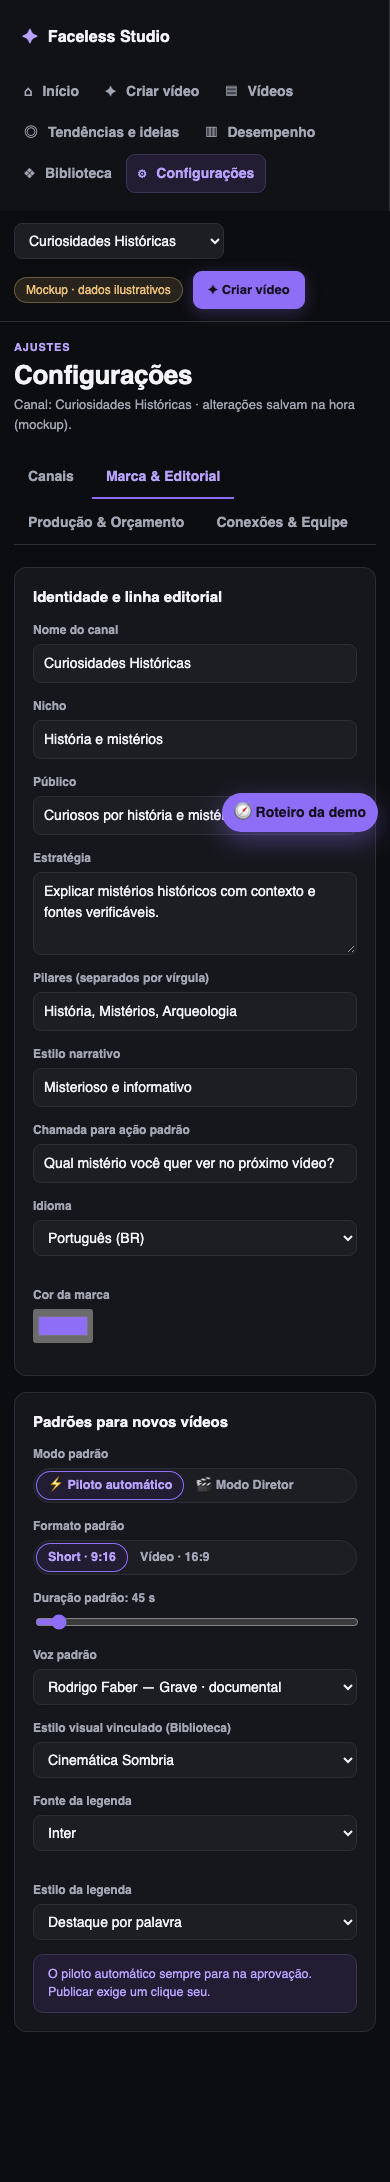 Faceless Studio
Início
Criar vídeo
Vídeos
Tendências e ideias
Desempenho
Biblioteca
Configurações
Curiosidades Históricas
Mockup · dados ilustrativos
Criar vídeo
AJUSTES
Configurações
Canal: Curiosidades Históricas · alterações salvam na hora
(mockup).
Canais
Marca & Editorial
Produção & Orçamento
Conexões & Equipe
Identidade e linha editorial
Nome do canal
Curiosidades Históricas
Nicho
História e mistérios
Público
Curiosos por história e
Roteiro da demo
Estratégia
Explicar mistérios históricos com contexto e
fontes verificáveis.
Pilares (separados por vírgula)
História, Mistérios, Arqueologia
Estilo narrativo
Misterioso e informativo
Chamada para ação padrão
Qual mistério você quer ver no próximo vídeo?
Idioma
Português (BR)
Cor da marca
Padrões para novos vídeos
Modo padrão
Piloto automático
Modo Diretor
Formato padrão
Short · 9:16
Vídeo · 16:9
Duração padrão: 45 s
Voz padrão
Rodrigo Faber — Grave · documental
Estilo visual vinculado (Biblioteca)
Cinemática Sombria
Fonte da legenda
Inter
Estilo da legenda
Destaque por palavra
O piloto automático sempre para na aprovação.
Publicar exige um clique seu.